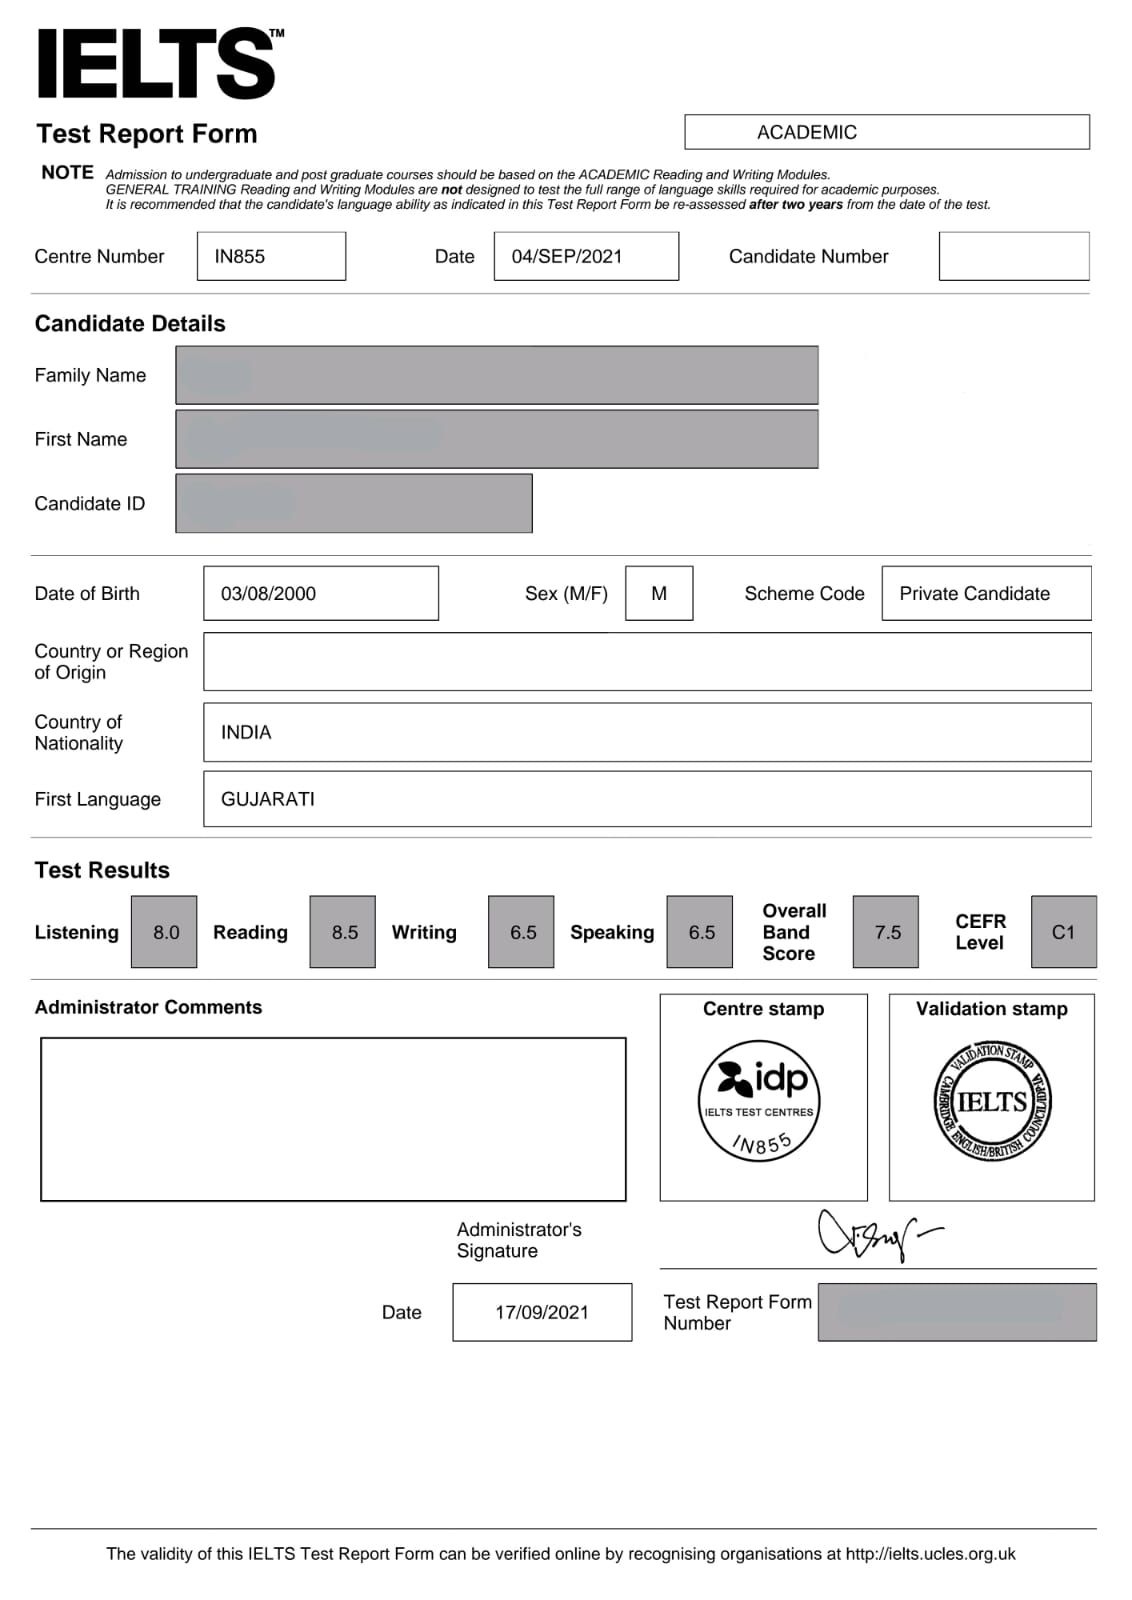 IELTS™
Test Report Form
ACADEMIC
NOTE Admission to undergraduate and post graduate courses should be based on the ACADEMIC Reading and Writing Modules.
GENERAL TRAINING Reading and Writing Modules are not designed to test the full range of language skills required for academic purposes.
It is recommended that the candidate's language ability as indicated in this Test Report Form be re-assessed after two years from the date of the test.
Centre Number IN855 Date 04/SEP/2021 Candidate Number
Candidate Details
Family Name
First Name
Candidate ID
Date of Birth 03/08/2000 Sex (M/F) M Scheme Code Private Candidate
Country or Region
of Origin
Country of
Nationality
INDIA
First Language GUJARATI
Test Results
Listening 8.0 Reading 8.5 Writing 6.5 Speaking 6.5
Overall
Band
Score
7.5
CEFR
Level
C1
Administrator Comments
Centre stamp
idp
IELTS TEST CENTRES
IN855
Validation stamp
VALIDATION STAMP
IELTS
CAMBRIDGE ENGLISH/BRITISH COUNCIL/IDP:IA
Administrator's
Signature
Date 17/09/2021
Test Report Form
Number
The validity of this IELTS Test Report Form can be verified online by recognising organisations at http://ielts.ucles.org.uk